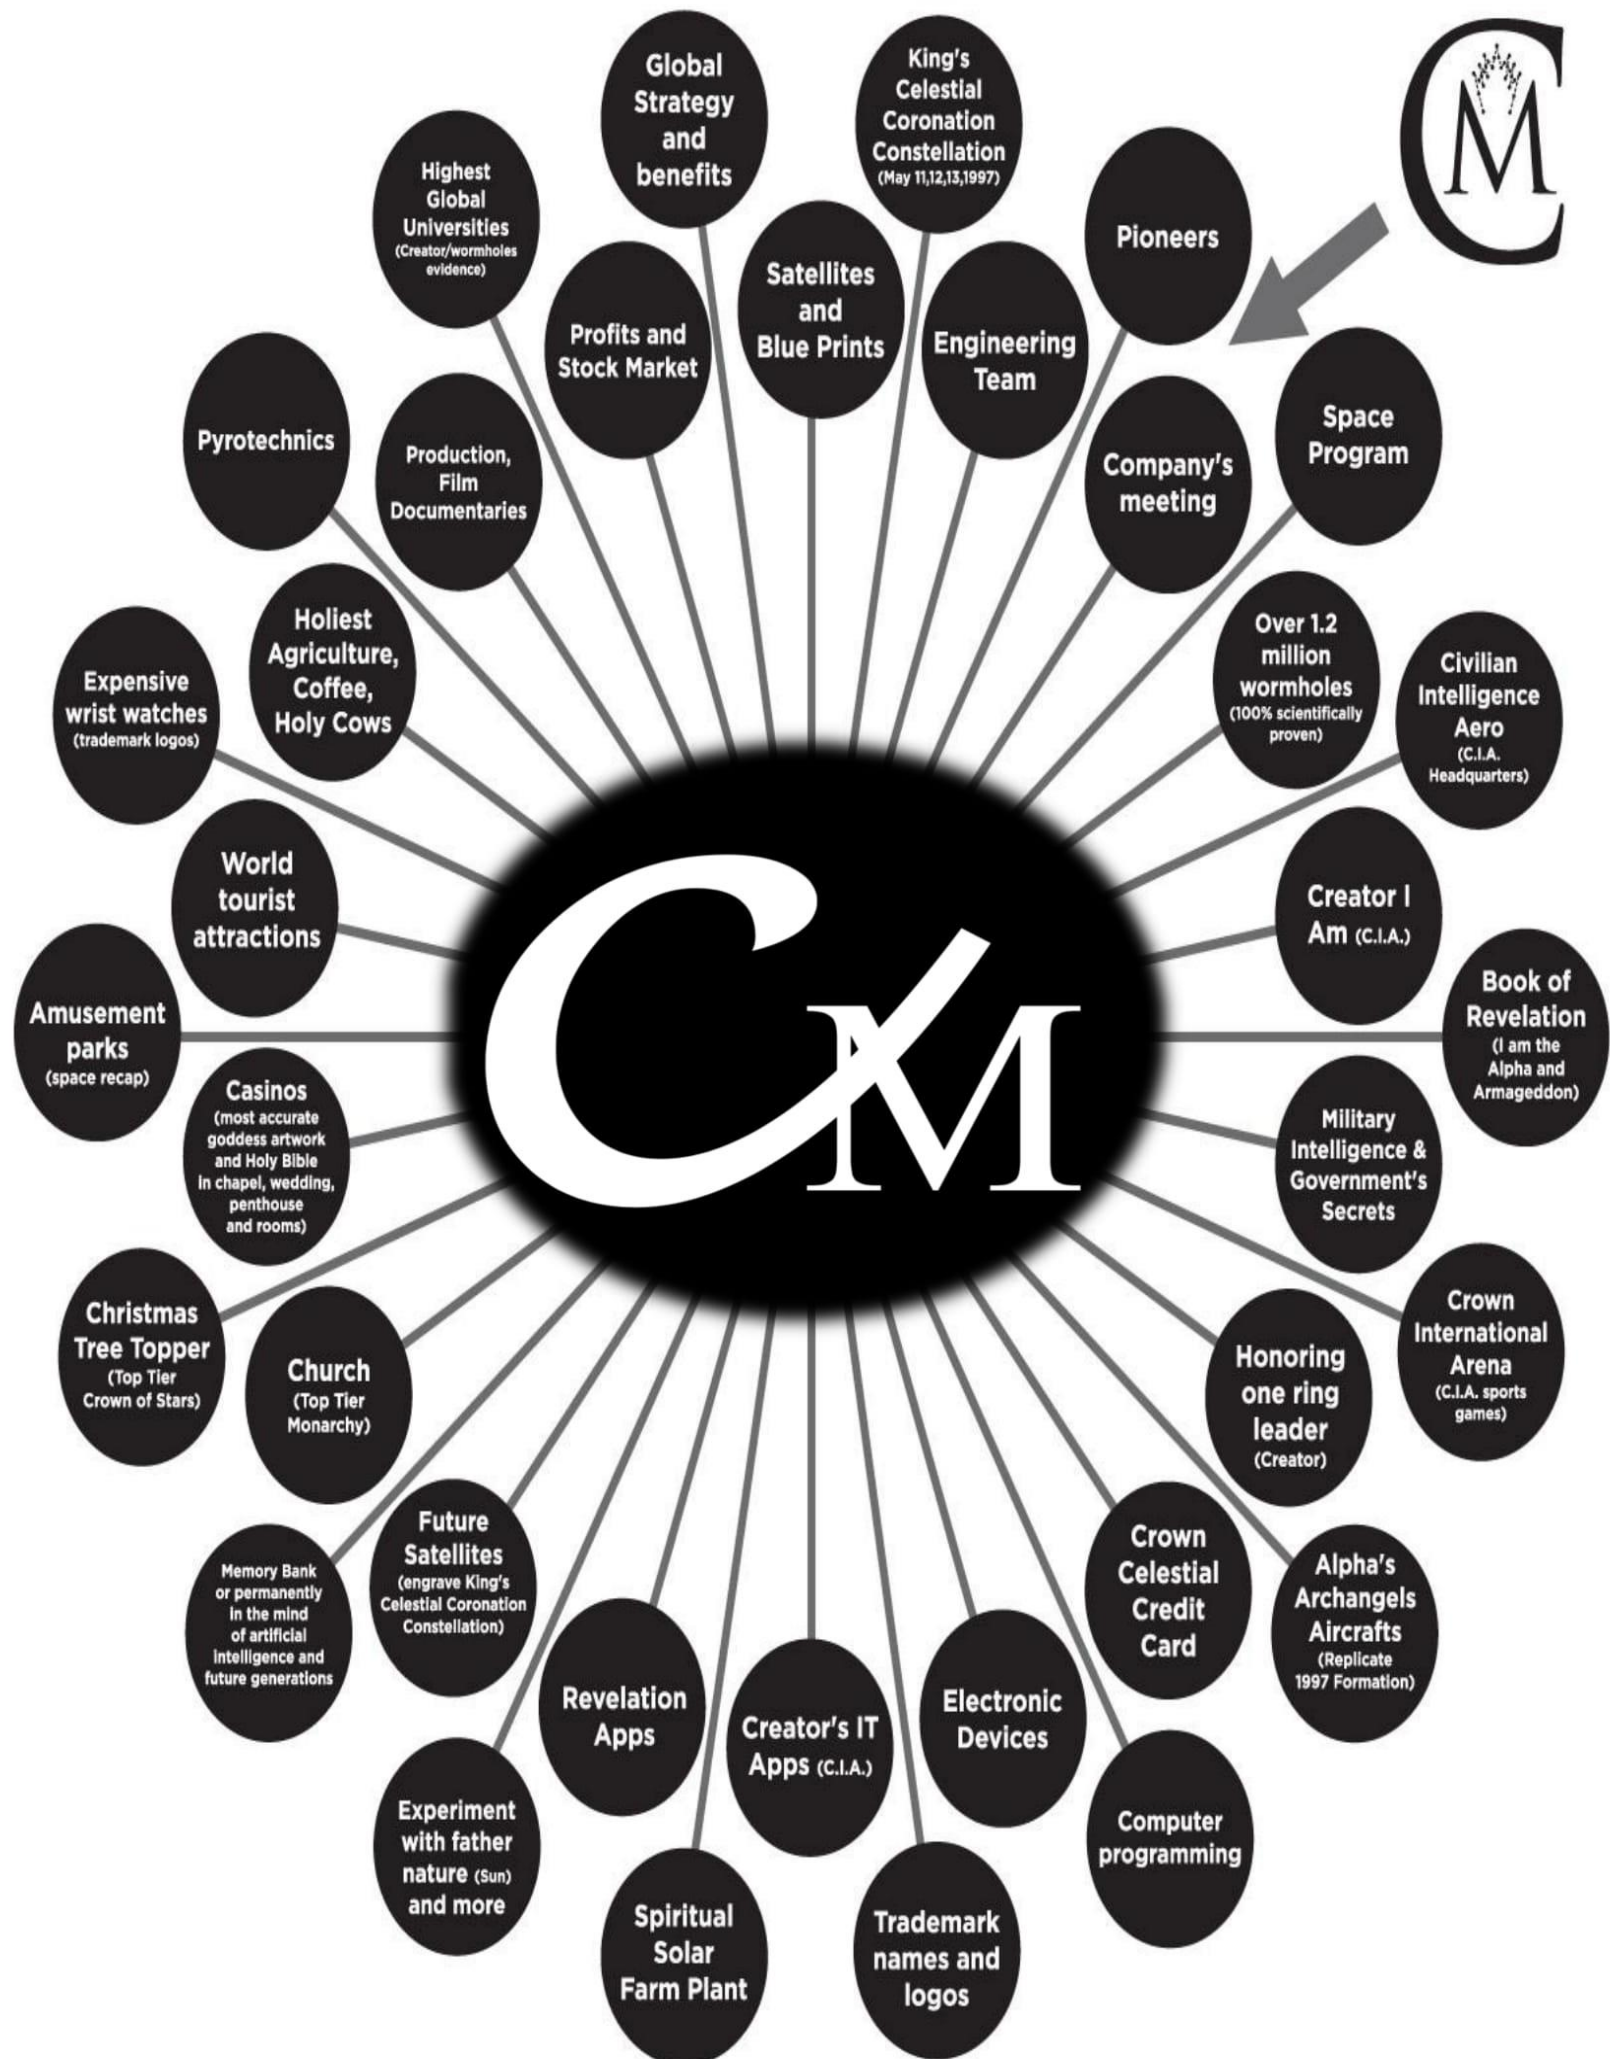 Global
Strategy
and
benefits
King's
Celestial
Coronation
Constellation
(May 11,12,13,1997)
CM
Highest
Global
Universities
(Creator/wormholes
evidence)
Pioneers
Satellites
and
Blue Prints
Profits and
Stock Market
Engineering
Team
Space
Program
Pyrotechnics
Production,
Film
Documentaries
Company's
meeting
Holiest
Agriculture,
Coffee,
Holy Cows
Over 1.2
million
wormholes
(100% scientifically
proven)
Expensive
wrist watches
(trademark logos)
Civilian
Intelligence
Aero
(C.I.A.
Headquarters)
World
tourist
attractions
Creator I
Am (C.I.A.)
Amusement
parks
(space recap)
CM
Book of
Revelation
(I am the
Alpha and
Armageddon)
Casinos
(most accurate
goddess artwork
and Holy Bible
in chapel, wedding,
penthouse
and rooms)
Military
Intelligence &
Government's
Secrets
Christmas
Tree Topper
(Top Tier
Crown of Stars)
Crown
International
Arena
(C.I.A. sports
games)
Church
(Top Tier
Monarchy)
Honoring
one ring
leader
(Creator)
Memory Bank
or permanently
in the mind
of artificial
intelligence and
future generations
Future
Satellites
(engrave King's
Celestial Coronation
Constellation)
Crown
Celestial
Credit
Card
Alpha's
Archangels
Aircrafts
(Replicate
1997 Formation)
Revelation
Apps
Creator's IT
Apps (C.I.A.)
Electronic
Devices
Experiment
with father
nature (Sun)
and more
Computer
programming
Spiritual
Solar
Farm Plant
Trademark
names and
logos